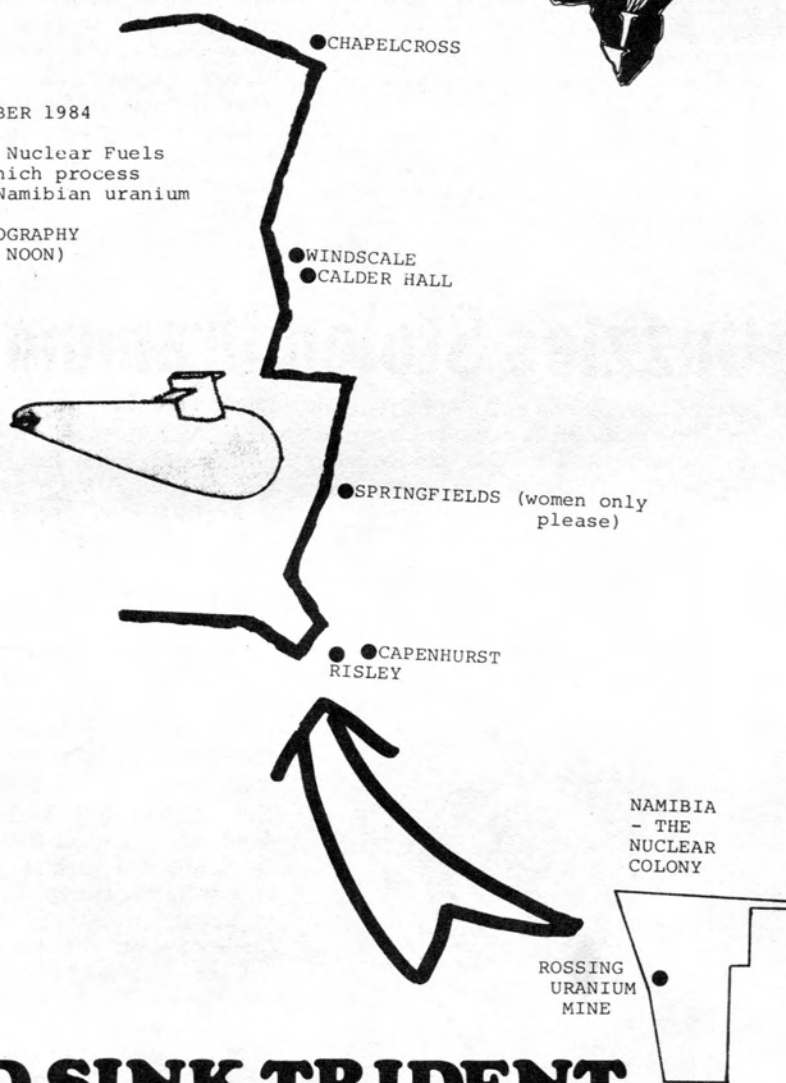 CHAPELCROSS
BER 1984
Nuclear Fuels
hich process
Namibian uranium
OGRAPHY
NOON)
WINDSCALE
CALDER HALL
SPRINGFIELDS (women only
please)
CAPENHURST
RISLEY
NAMIBIA
- THE
NUCLEAR
COLONY
ROSSING
URANIUM
MINE
SINK TRIDENT